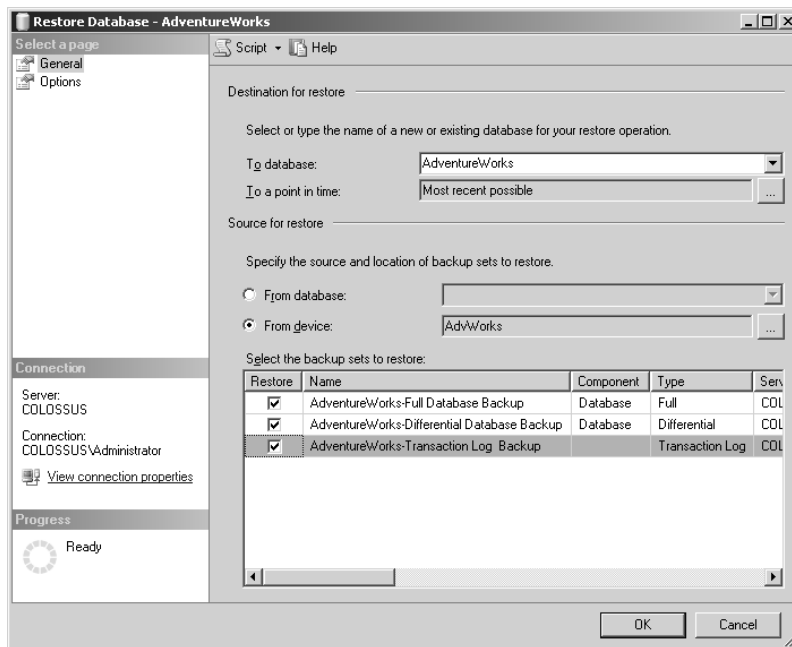 Restore Database - AdventureWorks
Select a page
General
Options
Script Help
Destination for restore
Select or type the name of a new or existing database for your restore operation.
To database: AdventureWorks
To a point in time: Most recent possible ...
Source for restore
Specify the source and location of backup sets to restore.
From database:
From device: AdvWorks ...
Select the backup sets to restore:
Restore Name Component Type Serv
AdventureWorks-Full Database Backup Database Full COL
AdventureWorks-Differential Database Backup Database Differential COL
AdventureWorks-Transaction Log Backup Transaction Log COL
Connection
Server:
COLOSSUS
Connection:
COLOSSUS\Administrator
View connection properties
Progress
Ready
OK Cancel